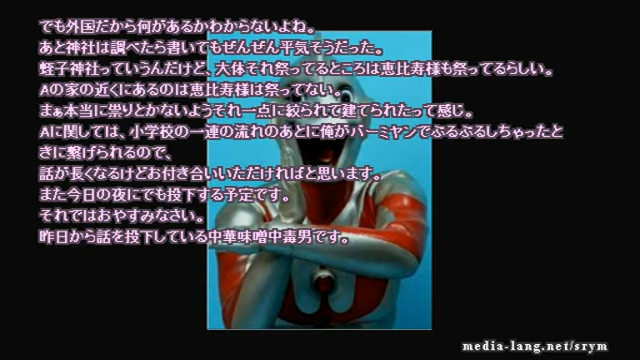 でも外国だから何があるかわからないよね。
あと神社は調べたら書いてもぜんぜん平気そうだった。
蛭子神社っていうんだけど、大体それ祭ってるところは恵比寿様も祭ってるらしい。
Aの家の近くにあるのは恵比寿様は祭ってない。
まぁ本当に祟りとかないようそれ一点に絞られて建てられたって感じ。
Aに関しては、小学校の一連の流れのあとに俺がバーミヤンでぶるぶるしちゃったと
きに繋げられるので、
話が長くなるけどお付き合いいただければと思います。
また今日の夜にでも投下する予定です。
それではおやすみなさい。
昨日から話を投下している中華味噌中毒男です。
media-lang.net/srym